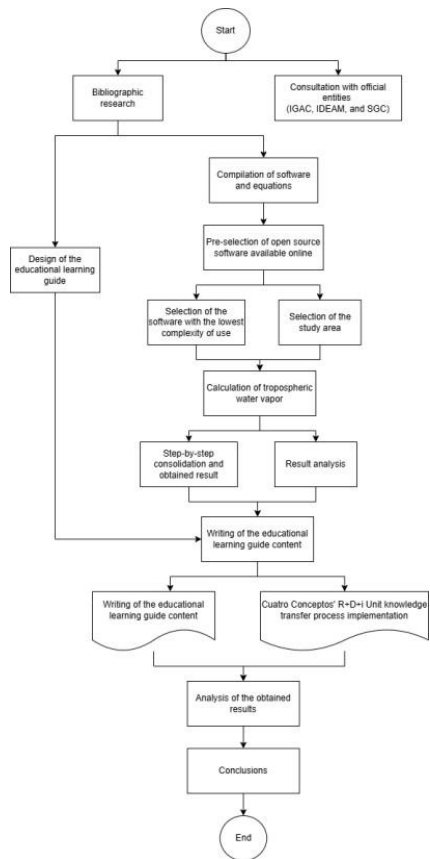 Start
Bibliographic
research
Consultation with official
entities
(IGAC, IDEAM, and SGC)
Compilation of software
and equations
Pre-selection of open source
software available online
Design of the
educational learning
guide
Selection of the
software with the lowest
complexity of use
Selection of the
study area
Calculation of tropospheric
water vapor
Step-by-step
consolidation and
obtained result
Result analysis
Writing of the educational
learning guide content
Writing of the educational
learning guide content
Cuatro Conceptos' R+D+i Unit knowledge
transfer process implementation
Analysis of the obtained
results
Conclusions
End